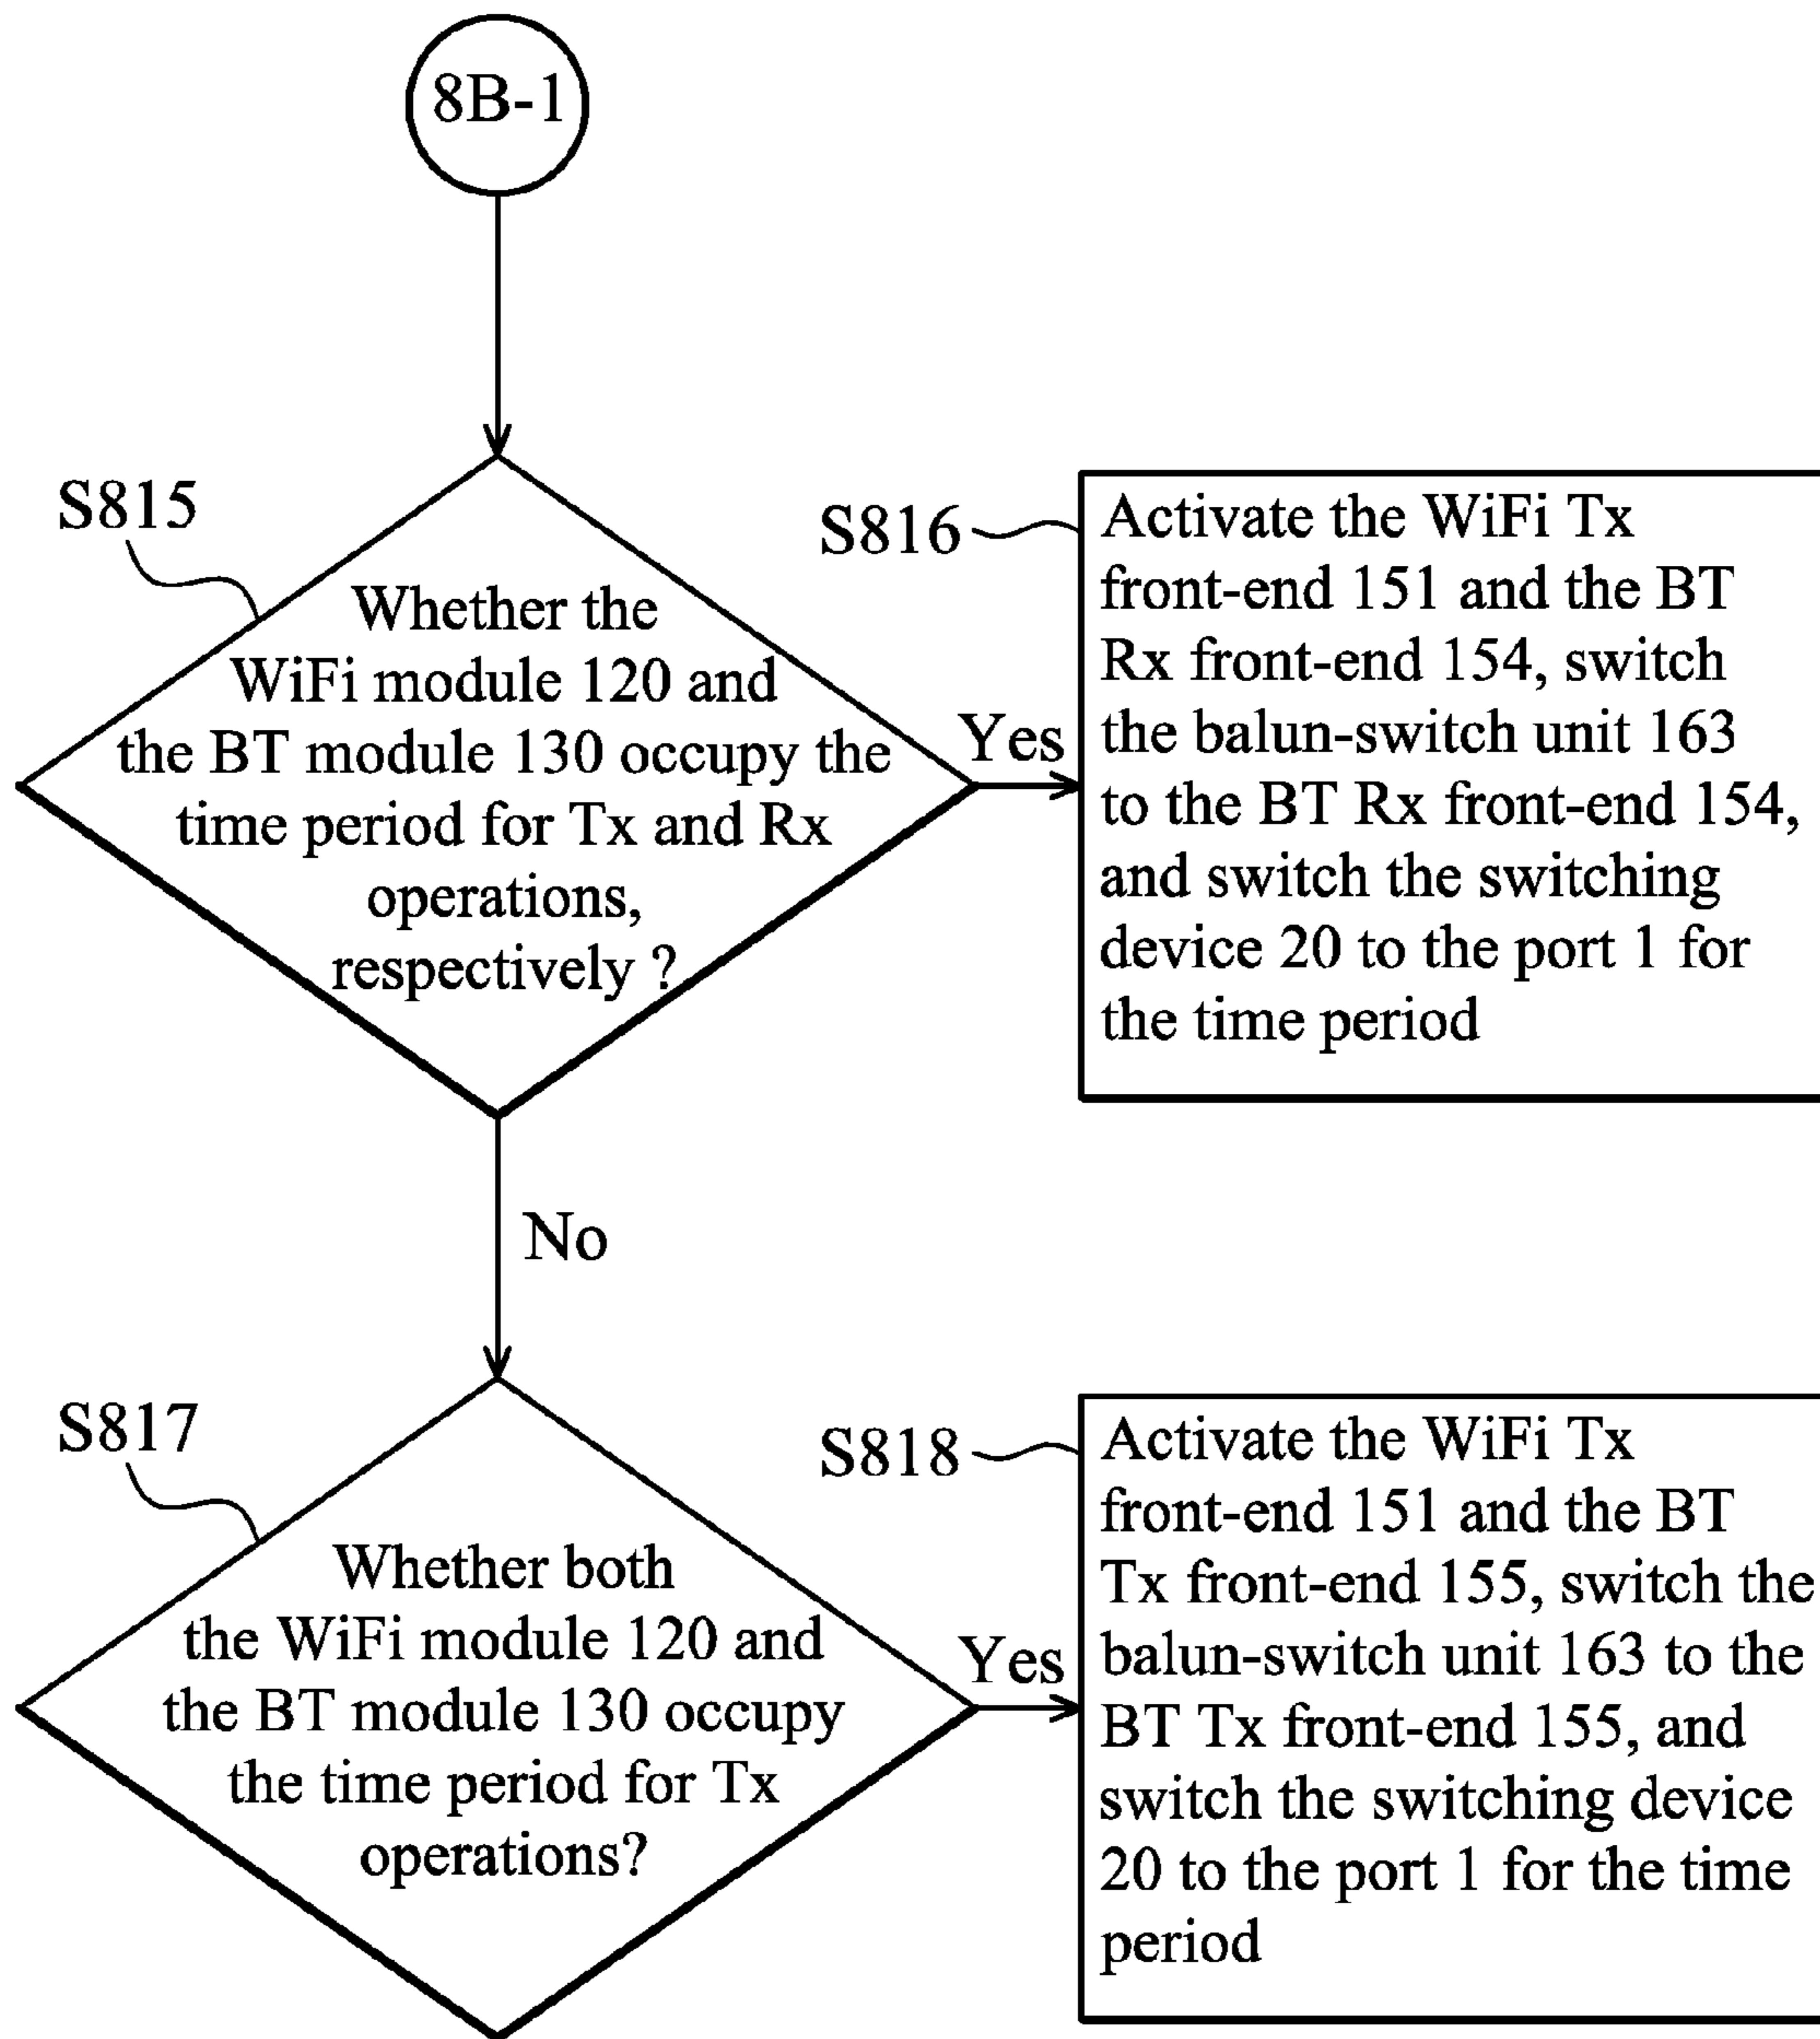 8B-1
S815
Whether the
WiFi module 120 and
the BT module 130 occupy the
time period for Tx and Rx
operations,
respectively ?
Yes
S816
Activate the WiFi Tx
front-end 151 and the BT
Rx front-end 154, switch
the balun-switch unit 163
to the BT Rx front-end 154,
and switch the switching
device 20 to the port 1 for
the time period
No
S817
Whether both
the WiFi module 120 and
the BT module 130 occupy
the time period for Tx
operations?
Yes
S818
Activate the WiFi Tx
front-end 151 and the BT
Tx front-end 155, switch the
balun-switch unit 163 to the
BT Tx front-end 155, and
switch the switching device
20 to the port 1 for the time
period